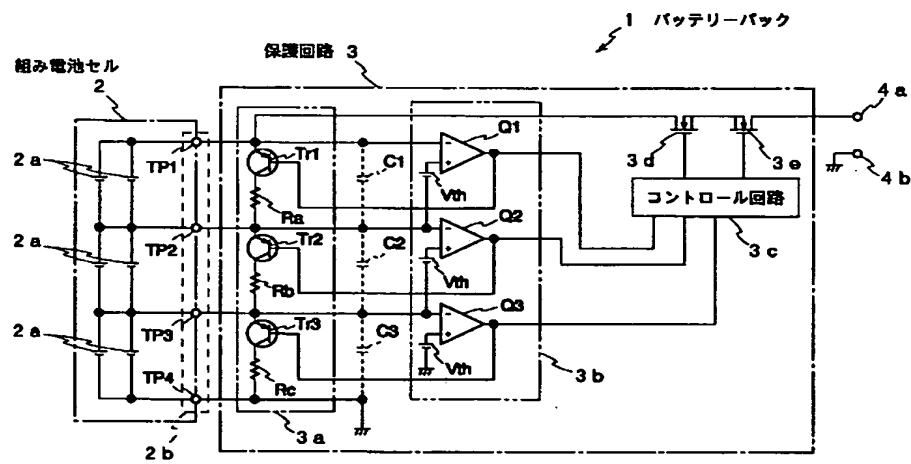 1 バッテリーパック
保護回路 3
組み電池セル
2
4a
Q1
TP1
Tr1
C1
3d
3e
2a
4b
Vth
コントロール回路
Ra
Q2
TP2
Tr2
C2
3c
2a
Vth
Rb
Q3
TP3
Tr3
C3
2a
Vth
TP4
Rc
3b
3a
2b